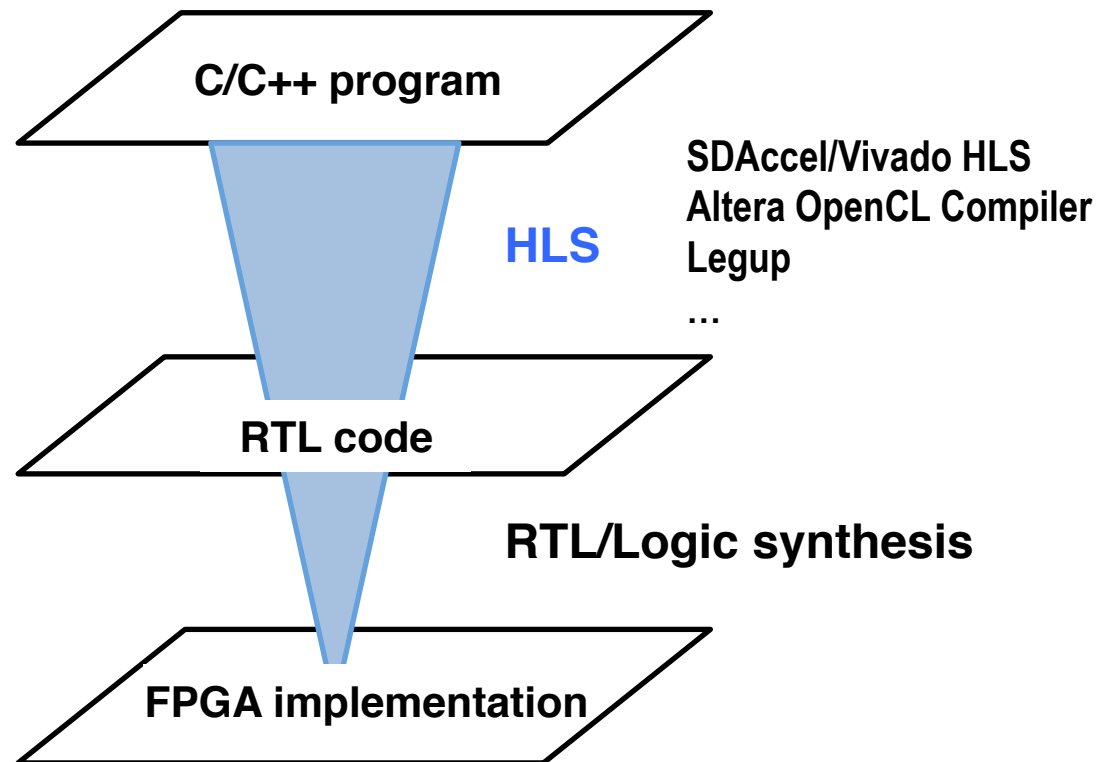 C/C++ program
SDAccel/Vivado HLS
Altera OpenCL Compiler
HLS
Legup
…
RTL code
RTL/Logic synthesis
FPGA implementation